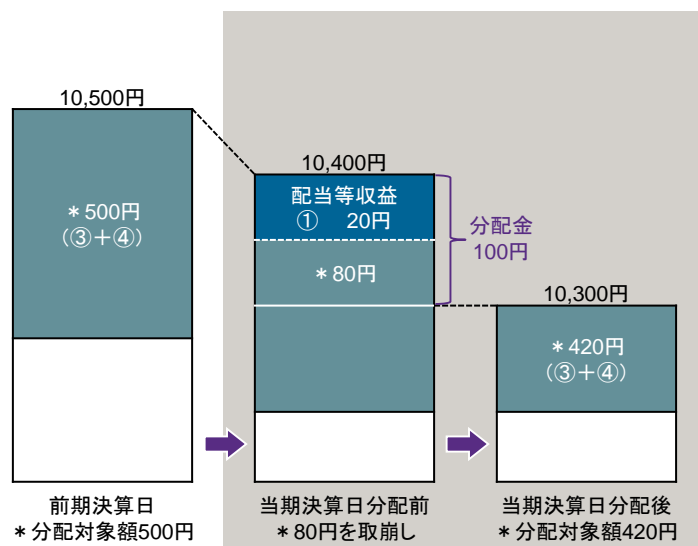 10,500円
＊500円
(③＋④)
前期決算日
＊分配対象額500円
10,400円
配当等収益
① 20円
＊80円
分配金
100円
当期決算日分配前
＊80円を取崩し
10,300円
＊420円
(③＋④)
当期決算日分配後
＊分配対象額420円